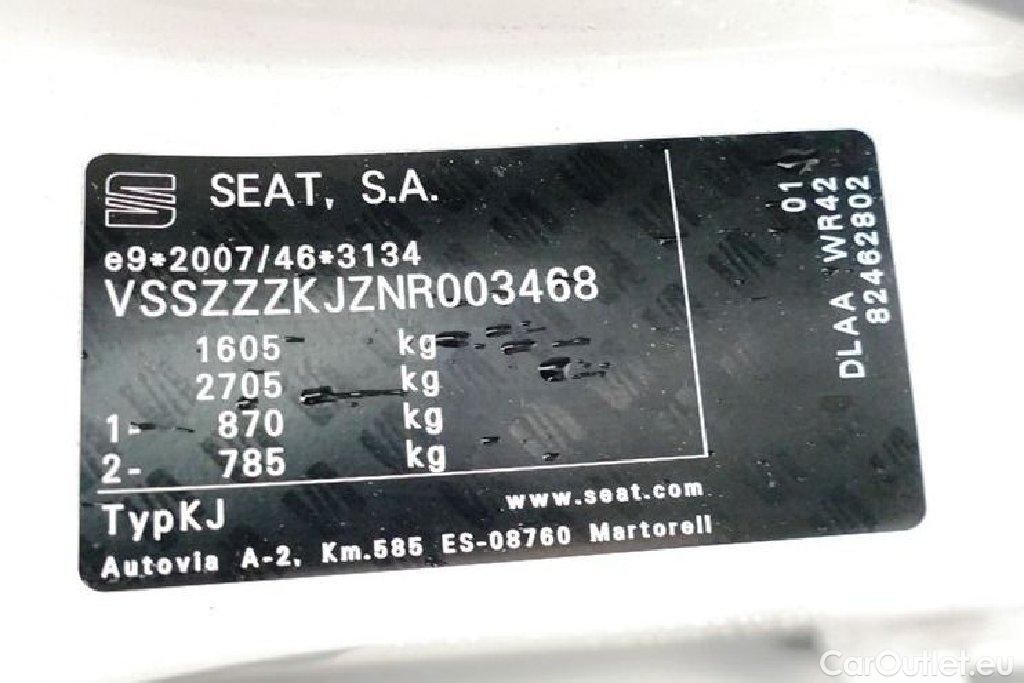 SEAT, S.A.
e9*2007/46*3134
VSSZZZKJZNR003468
1605 kg
2705 kg
1- 870 kg
2- 785 kg
TypKJ
www.seat.com
Autovia A-2, Km.585 ES-08760 Martorell
01
DLAA WR42
82462802
CarOutlet.eu